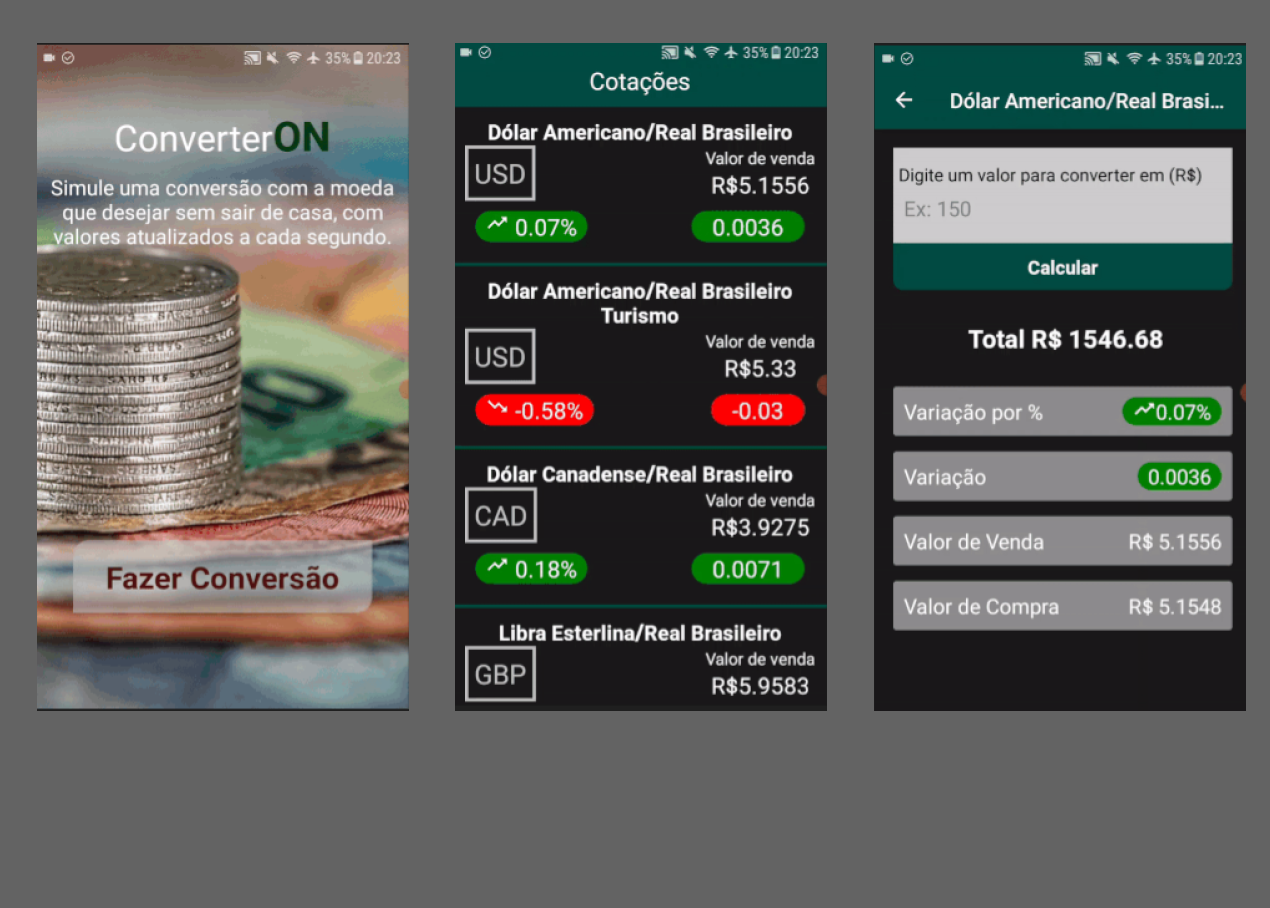 35% 20:23
ConverterON
Simule uma conversão com a moeda
que desejar sem sair de casa, com
valores atualizados a cada segundo.
Fazer Conversão
35% 20:23
Cotações
Dólar Americano/Real Brasileiro
USD
Valor de venda
R$5.1556
0.07%
0.0036
Dólar Americano/Real Brasileiro
Turismo
USD
Valor de venda
R$5.33
-0.58%
-0.03
Dólar Canadense/Real Brasileiro
CAD
Valor de venda
R$3.9275
0.18%
0.0071
Libra Esterlina/Real Brasileiro
GBP
Valor de venda
R$5.9583
35% 20:23
Dólar Americano/Real Brasi...
Digite um valor para converter em (R$)
Ex: 150
Calcular
Total R$ 1546.68
Variação por %
0.07%
Variação
0.0036
Valor de Venda
R$ 5.1556
Valor de Compra
R$ 5.1548